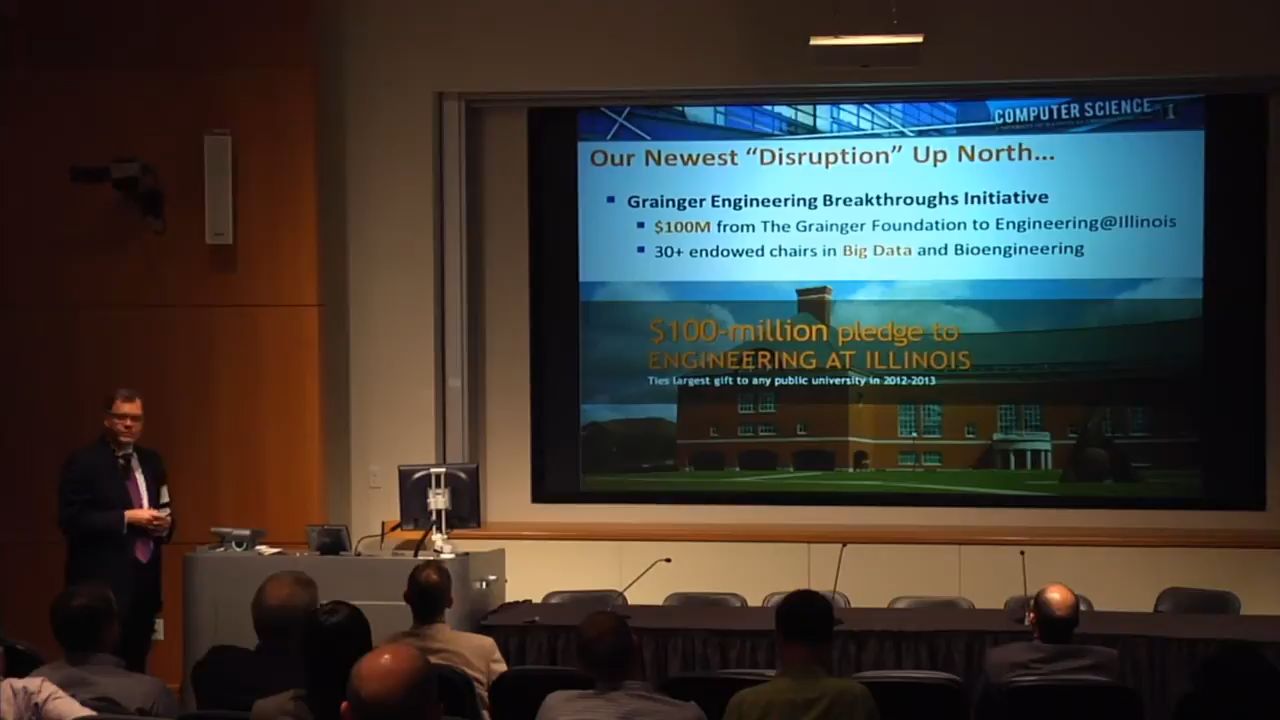 COMPUTER SCIENCE
Our Newest “Disruption” Up North...
Grainger Engineering Breakthroughs Initiative
$100M from The Grainger Foundation to Engineering@Illinois
30+ endowed chairs in Big Data and Bioengineering
$100-million pledge to
ENGINEERING AT ILLINOIS
Ties largest gift to any public university in 2012-2013